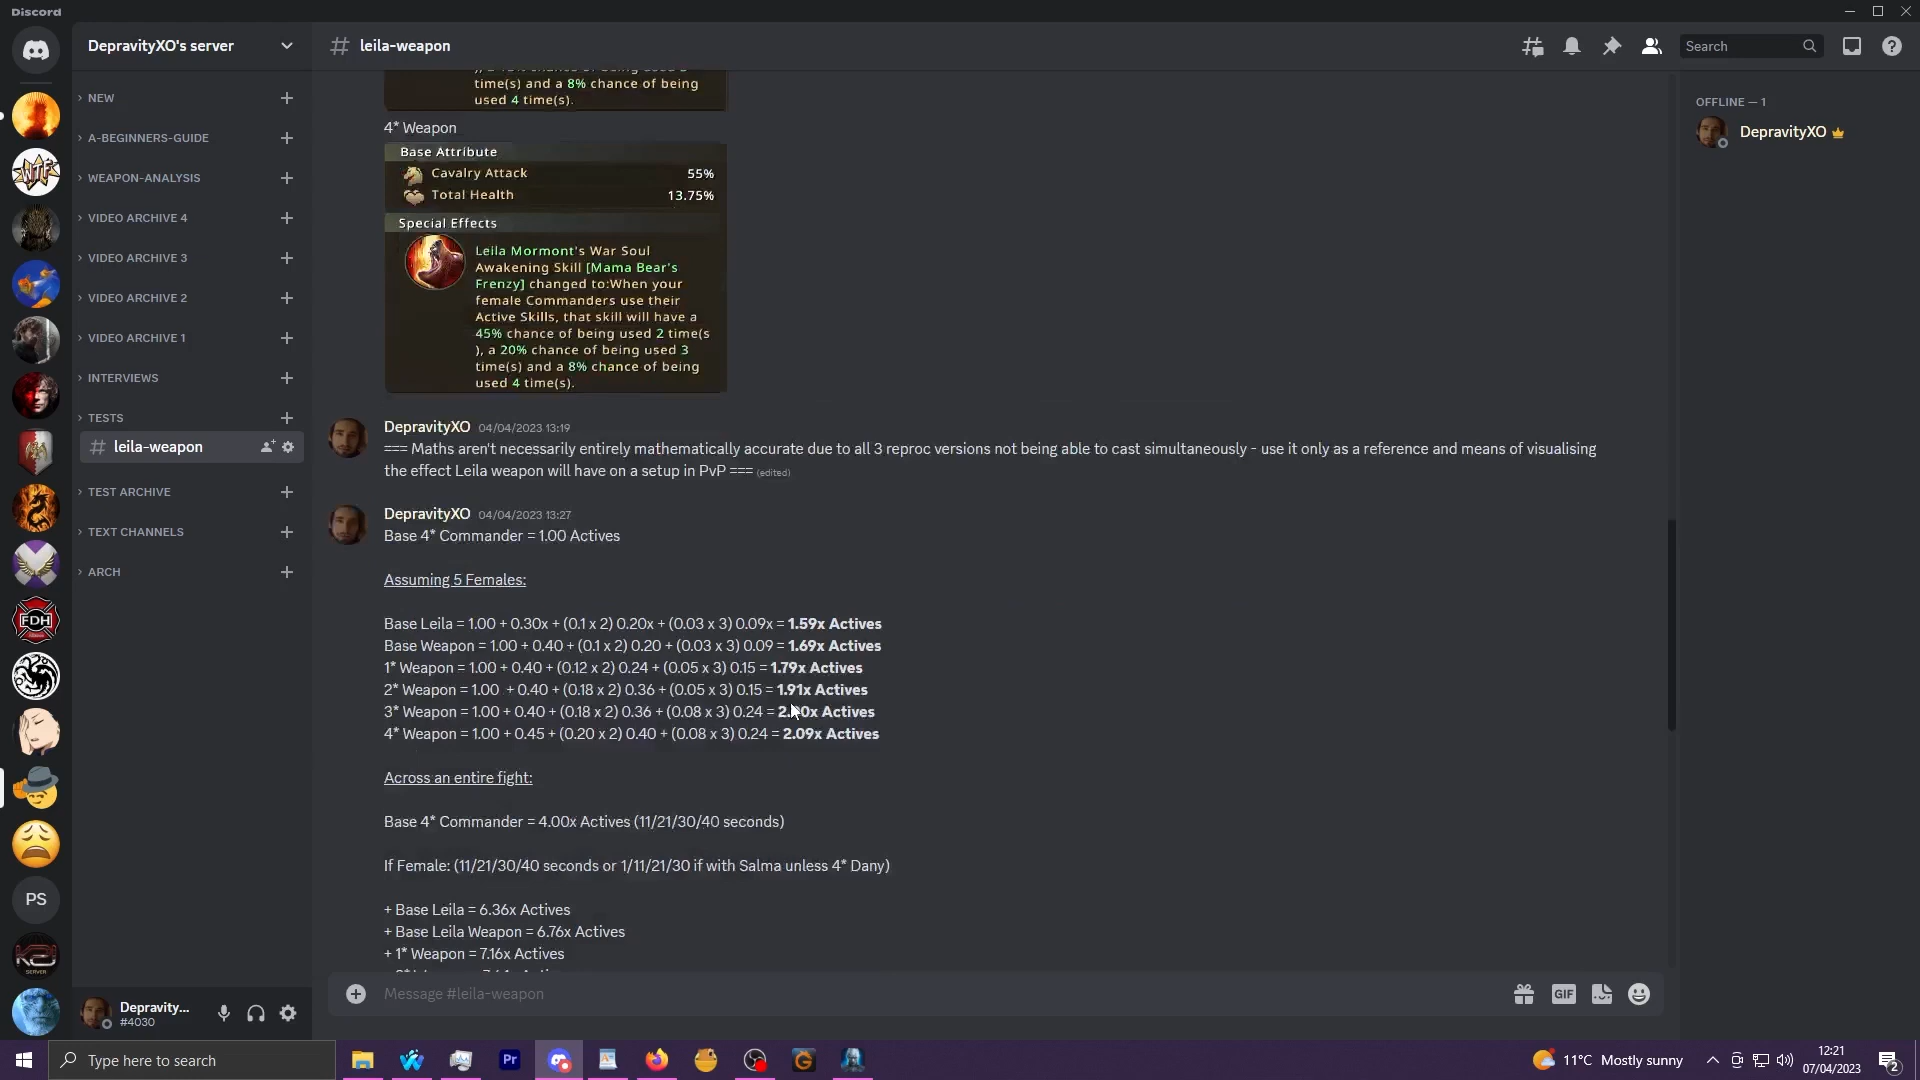 Discord
DepravityXO's server
leila-weapon
Search
NEW
A-BEGINNERS-GUIDE
WEAPON-ANALYSIS
VIDEO ARCHIVE 4
VIDEO ARCHIVE 3
VIDEO ARCHIVE 2
VIDEO ARCHIVE 1
INTERVIEWS
TESTS
leila-weapon
TEST ARCHIVE
TEXT CHANNELS
ARCH
WTF
FDH
PS
SERVER
Depravity...
#4030
time(s) and a 8% chance of being
used 4 time(s).
4* Weapon
Base Attribute
Cavalry Attack 55%
Total Health 13.75%
Special Effects
Leila Mormont's War Soul
Awakening Skill [Mama Bear's
Frenzy] changed to:When your
female Commanders use their
Active Skills, that skill will have a
45% chance of being used 2 time(s
), a 20% chance of being used 3
time(s) and a 8% chance of being
used 4 time(s).
DepravityXO 04/04/2023 13:19
=== Maths aren't necessarily entirely mathematically accurate due to all 3 reproc versions not being able to cast simultaneously - use it only as a reference and means of visualising
the effect Leila weapon will have on a setup in PvP === (edited)
DepravityXO 04/04/2023 13:27
Base 4* Commander = 1.00 Actives
Assuming 5 Females:
Base Leila = 1.00 + 0.30x + (0.1 x 2) 0.20x + (0.03 x 3) 0.09x = 1.59x Actives
Base Weapon = 1.00 + 0.40 + (0.1 x 2) 0.20 + (0.03 x 3) 0.09 = 1.69x Actives
1* Weapon = 1.00 + 0.40 + (0.12 x 2) 0.24 + (0.05 x 3) 0.15 = 1.79x Actives
2* Weapon = 1.00 + 0.40 + (0.18 x 2) 0.36 + (0.05 x 3) 0.15 = 1.91x Actives
3* Weapon = 1.00 + 0.40 + (0.18 x 2) 0.36 + (0.08 x 3) 0.24 = Actives
4* Weapon = 1.00 + 0.45 + (0.20 x 2) 0.40 + (0.08 x 3) 0.24 = 2.09x Actives
Across an entire fight:
Base 4* Commander = 4.00x Actives (11/21/30/40 seconds)
If Female: (11/21/30/40 seconds or 1/11/21/30 if with Salma unless 4* Dany)
+ Base Leila = 6.36x Actives
+ Base Leila Weapon = 6.76x Actives
+ 1* Weapon = 7.16x Actives
Message #leila-weapon
GIF
OFFLINE — 1
DepravityXO
Type here to search
Pr
11°C Mostly sunny
12:21
07/04/2023
2